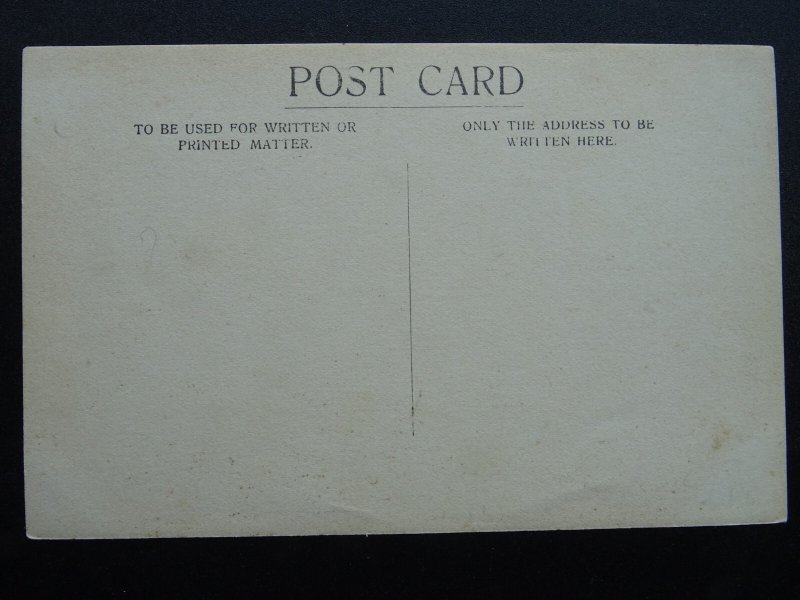 POST CARD
TO BE USED FOR WRITTEN OR
PRINTED MATTER.
ONLY THE ADDRESS TO BE
WRITTEN HERE.
?